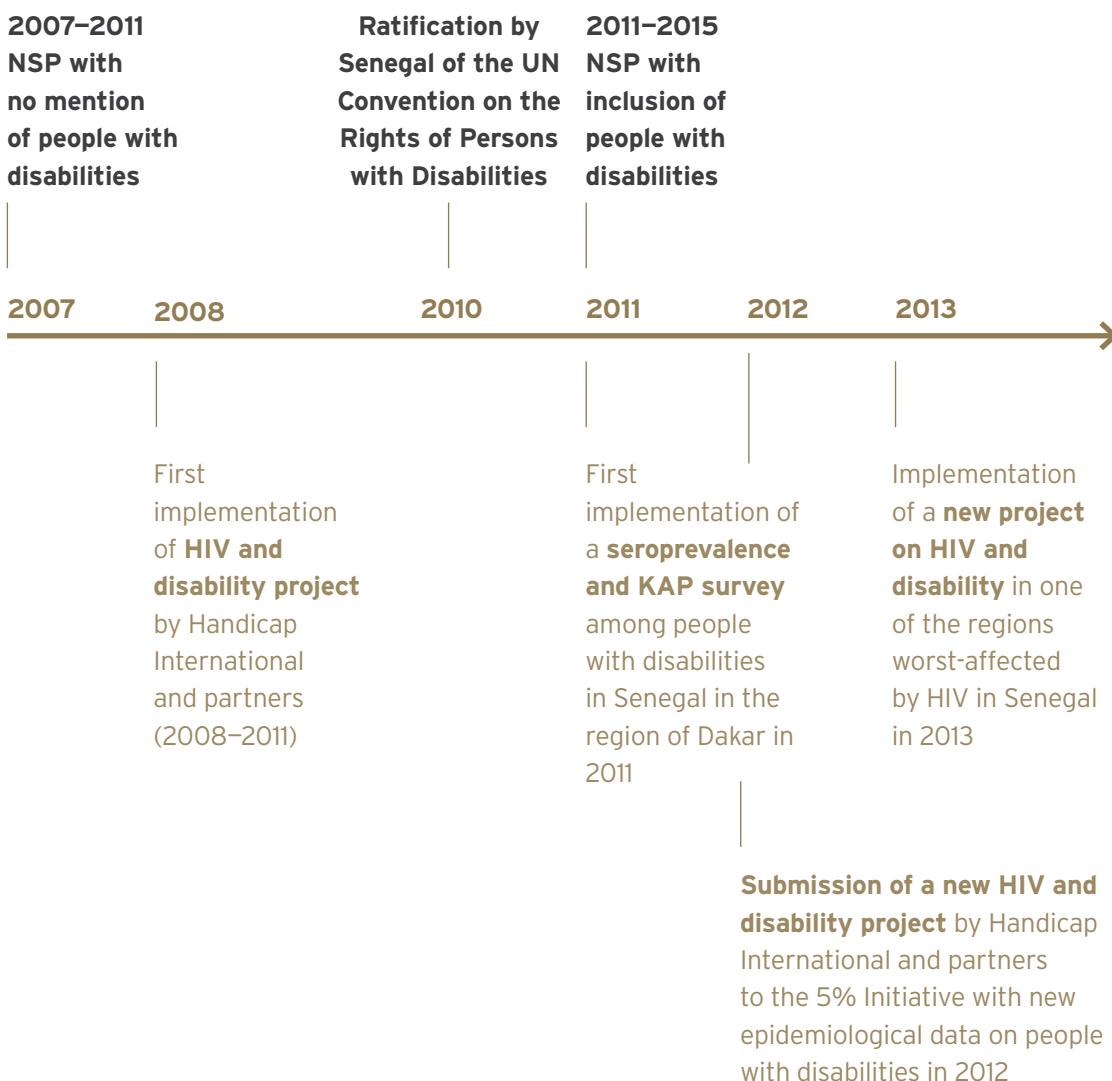 2007–2011
NSP with
no mention
of people with
disabilities
Ratification by
Senegal of the UN
Convention on the
Rights of Persons
with Disabilities
2011–2015
NSP with
inclusion of
people with
disabilities
2007
2008
2010
2011
2012
2013
First
implementation
of HIV and
disability project
by Handicap
International
and partners
(2008–2011)
First
implementation of
a seroprevalence
and KAP survey
among people
with disabilities
in Senegal in the
region of Dakar in
2011
Implementation
of a new project
on HIV and
disability in one
of the regions
worst-affected
by HIV in Senegal
in 2013
Submission of a new HIV and
disability project by Handicap
International and partners
to the 5% Initiative with new
epidemiological data on people
with disabilities in 2012